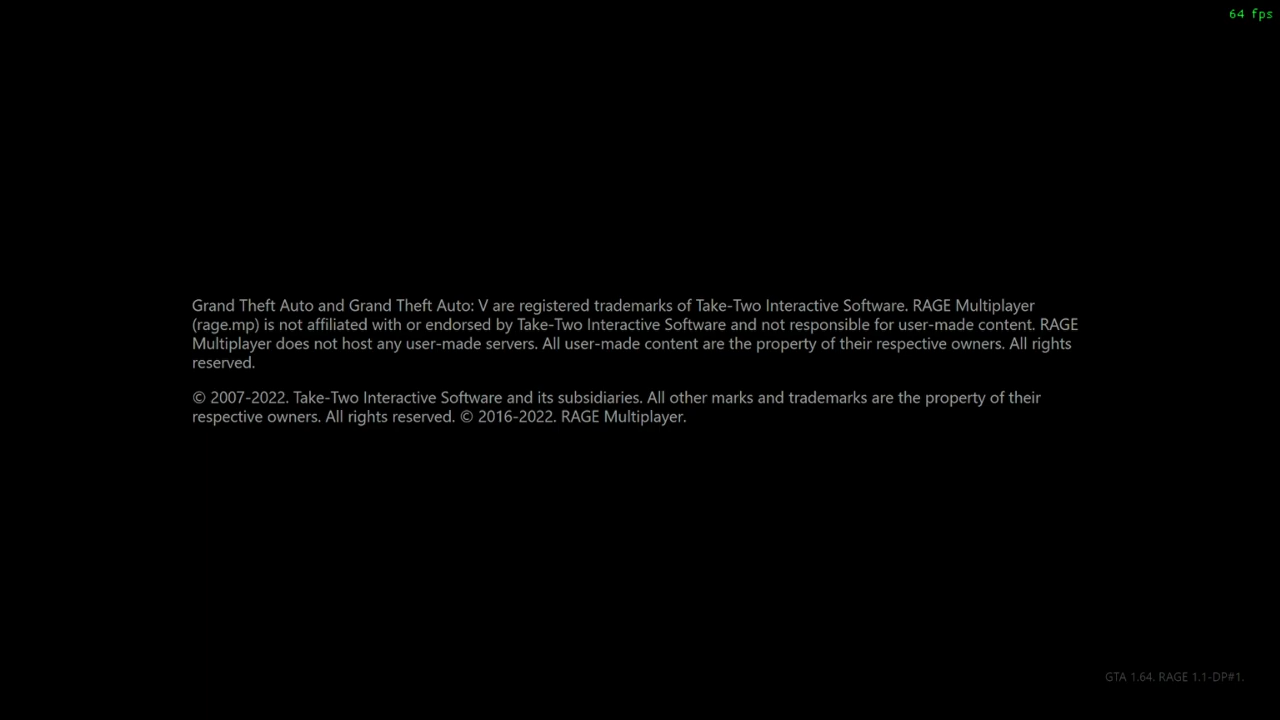 64 fps
Grand Theft Auto and Grand Theft Auto: V are registered trademarks of Take-Two Interactive Software. RAGE Multiplayer
(rage.mp) is not affiliated with or endorsed by Take-Two Interactive Software and not responsible for user-made content. RAGE
Multiplayer does not host any user-made servers. All user-made content are the property of their respective owners. All rights
reserved.
© 2007-2022. Take-Two Interactive Software and its subsidiaries. All other marks and trademarks are the property of their
respective owners. All rights reserved. © 2016-2022. RAGE Multiplayer.
GTA 1.64. RAGE 1.1-DP#1.